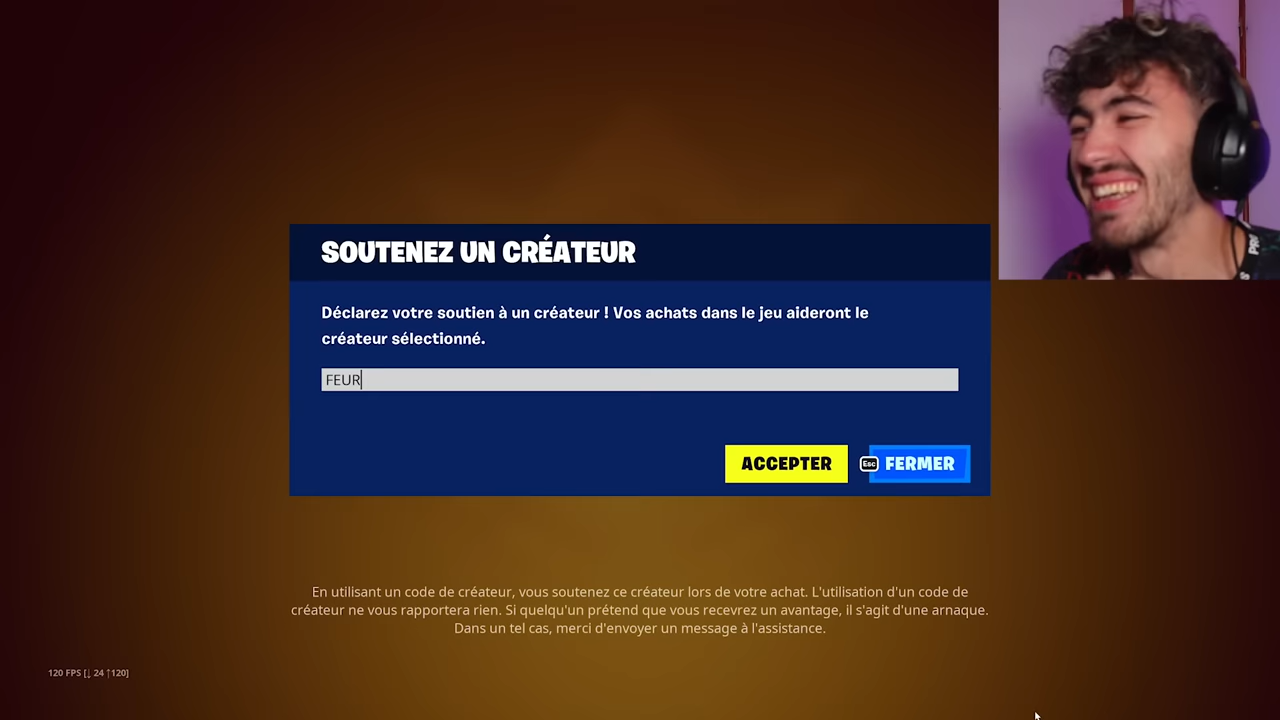 SOUTENEZ UN CRÉATEUR
Déclarez votre soutien à un créateur ! Vos achats dans le jeu aideront le
créateur sélectionné.
FEUR
ACCEPTER
Esc FERMER
En utilisant un code de créateur, vous soutenez ce créateur lors de votre achat. L'utilisation d'un code de
créateur ne vous rapportera rien. Si quelqu'un prétend que vous recevrez un avantage, il s'agit d'une arnaque.
Dans un tel cas, merci d'envoyer un message à l'assistance.
120 FPS [↓ 24 ↑120]